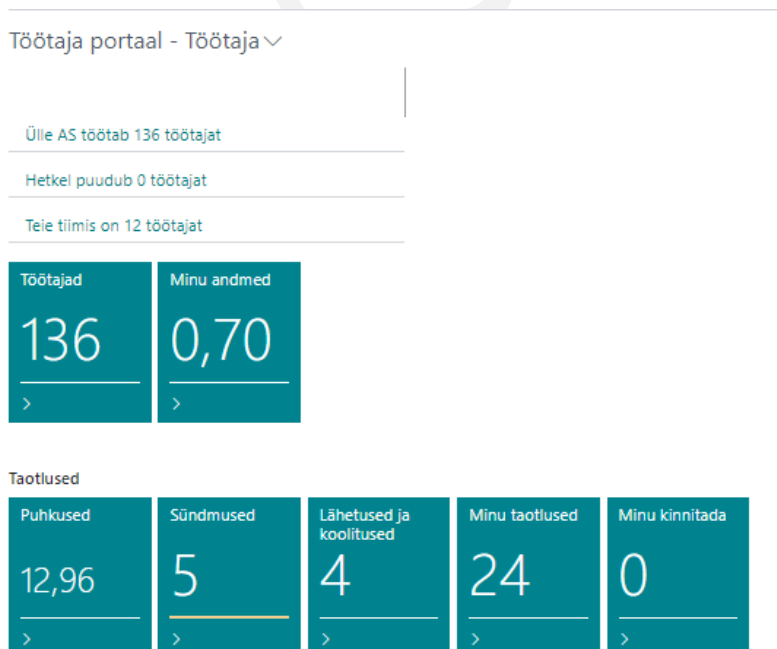 Töötaja portaal - Töötaja
Ülle AS töötab 136 töötajat
Hetkel puudub 0 töötajat
Teie tiimis on 12 töötajat
Töötajad
136
Minu andmed
0,70
Taotlused
Puhkused
12,96
Sündmused
5
Lähetused ja
koolitused
4
Minu taotlused
24
Minu kinnitada
0